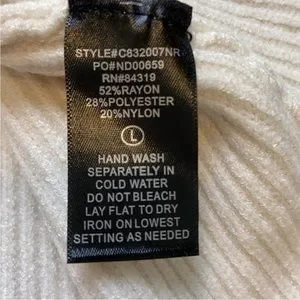 STYLE#C832007NR
PO#ND00659
RN#84319
52%RAYON
28%POLYESTER
20%NYLON
L
HAND WASH
SEPARATELY IN
COLD WATER
DO NOT BLEACH
LAY FLAT TO DRY
IRON ON LOWEST
SETTING AS NEEDED